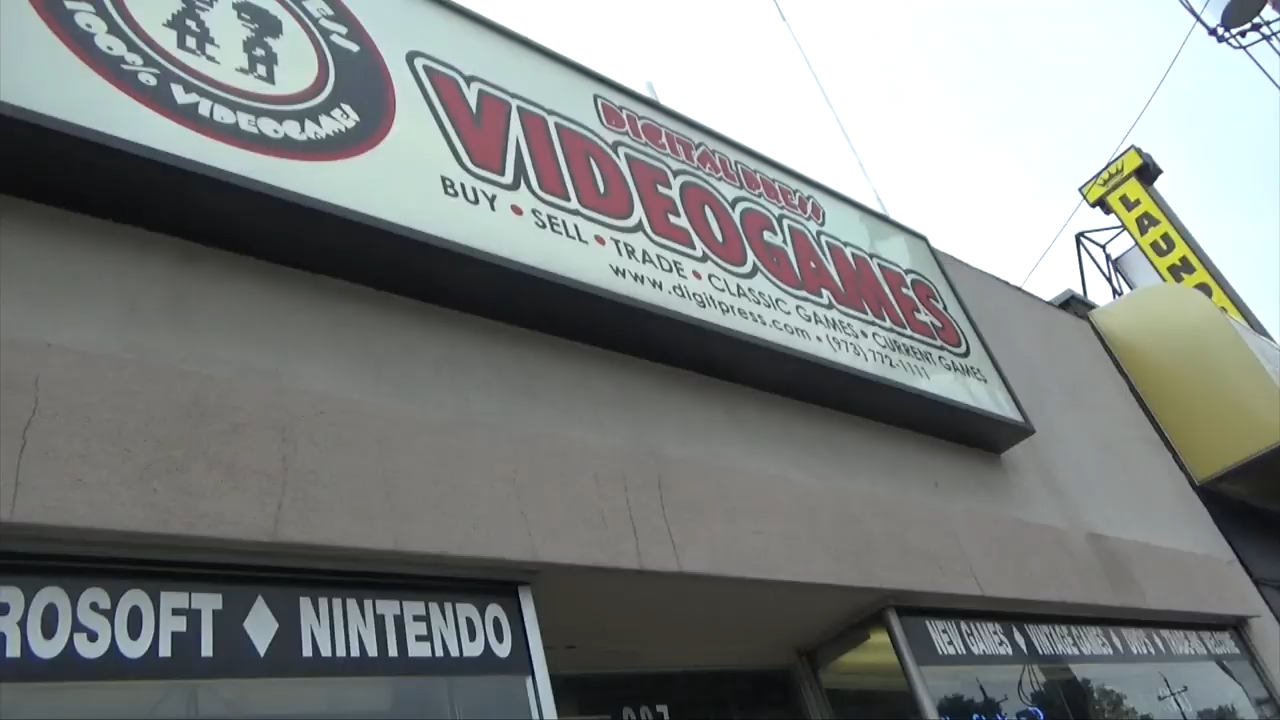 100% VIDEOGAMES
DIGITAL PRESS
VIDEOGAMES
BUY • SELL • TRADE • CLASSIC GAMES • CURRENT GAMES
www.digitpress.com • (973) 772-1111
ROSOFT ♦ NINTENDO
NEW GAMES ♦ VINTAGE GAMES ♦ DVD'S ♦